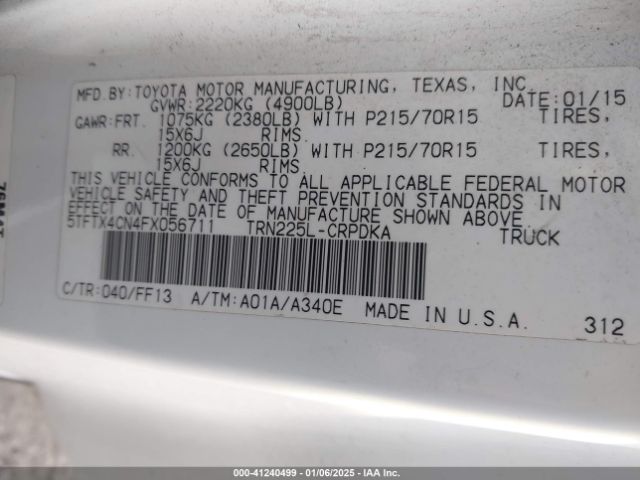 MFD.BY:TOYOTA MOTOR MANUFACTURING, TEXAS, INC.
GVWR:2220KG (4900LB) DATE:01/15
GAWR:FRT. 1075KG (2380LB) WITH P215/70R15 TIRES,
15X6J RIMS.
RR. 1200KG (2650LB) WITH P215/70R15 TIRES,
15X6J RIMS.
THIS VEHICLE CONFORMS TO ALL APPLICABLE FEDERAL MOTOR
VEHICLE SAFETY AND THEFT PREVENTION STANDARDS IN
EFFECT ON THE DATE OF MANUFACTURE SHOWN ABOVE.
5TFTX4CN4FX056711 TRN225L-CRPDKA TRUCK
C/TR:040/FF13 A/TM:A01A/A340E MADE IN U.S.A. 312
000-41240499 — 01/06/2025 — IAA Inc.